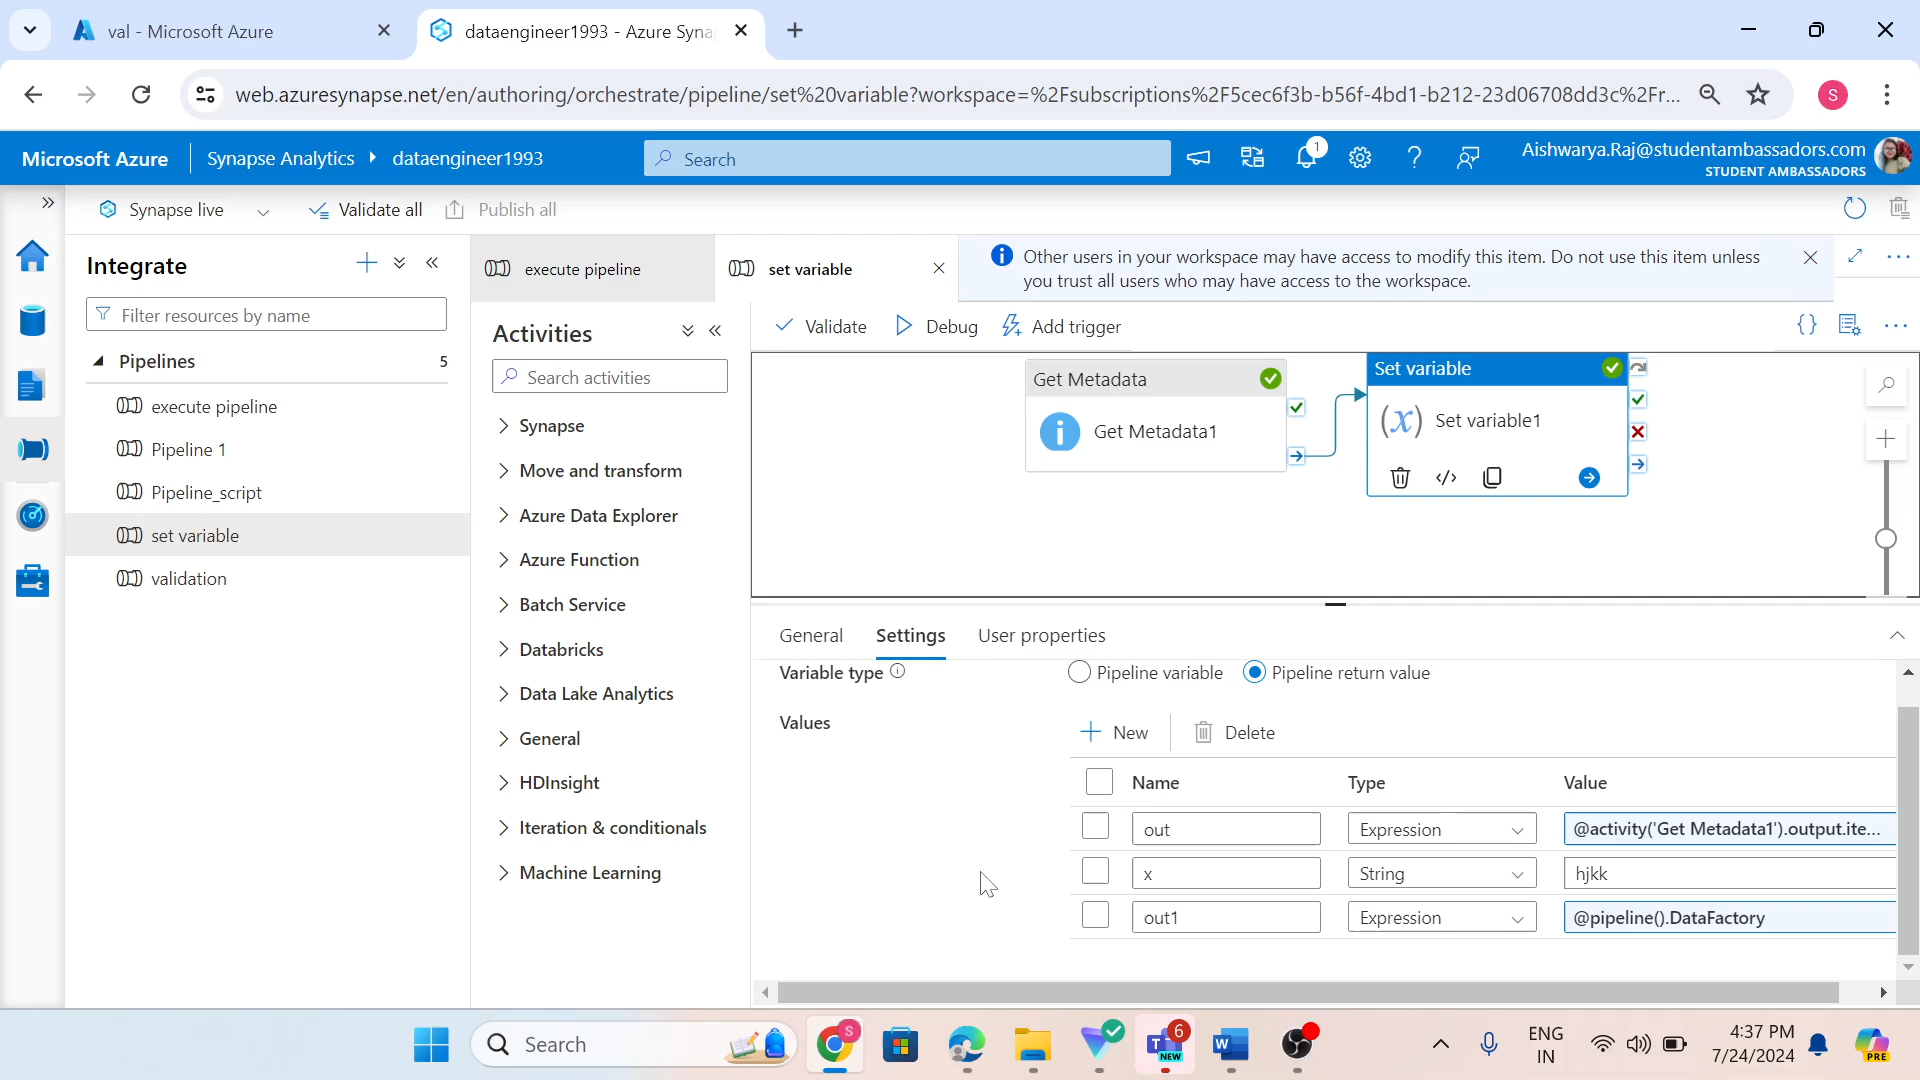 val - Microsoft Azure
dataengineer1993 - Azure Syna
web.azuresynapse.net/en/authoring/orchestrate/pipeline/set%20variable?workspace=%2Fsubscriptions%2F5cec6f3b-b56f-4bd1-b212-23d06708dd3c%2Fr...
S
Microsoft Azure
Synapse Analytics
dataengineer1993
Search
1
Aishwarya.Raj@studentambassadors.com
STUDENT AMBASSADORS
Synapse live
Validate all
Publish all
Integrate
Filter resources by name
Pipelines
5
execute pipeline
Pipeline 1
Pipeline_script
set variable
validation
execute pipeline
set variable
Other users in your workspace may have access to modify this item. Do not use this item unless
you trust all users who may have access to the workspace.
Activities
Search activities
Synapse
Move and transform
Azure Data Explorer
Azure Function
Batch Service
Databricks
Data Lake Analytics
General
HDInsight
Iteration & conditionals
Machine Learning
Validate
Debug
Add trigger
Get Metadata
Get Metadata1
Set variable
(x)
Set variable1
General
Settings
User properties
Variable type
Pipeline variable
Pipeline return value
Values
New
Delete
Name
Type
Value
out
Expression
@activity('Get Metadata1').output.ite...
x
String
hjkk
out1
Expression
@pipeline().DataFactory
Search
S
6
NEW
W
ENG
IN
4:37 PM
7/24/2024
PRE